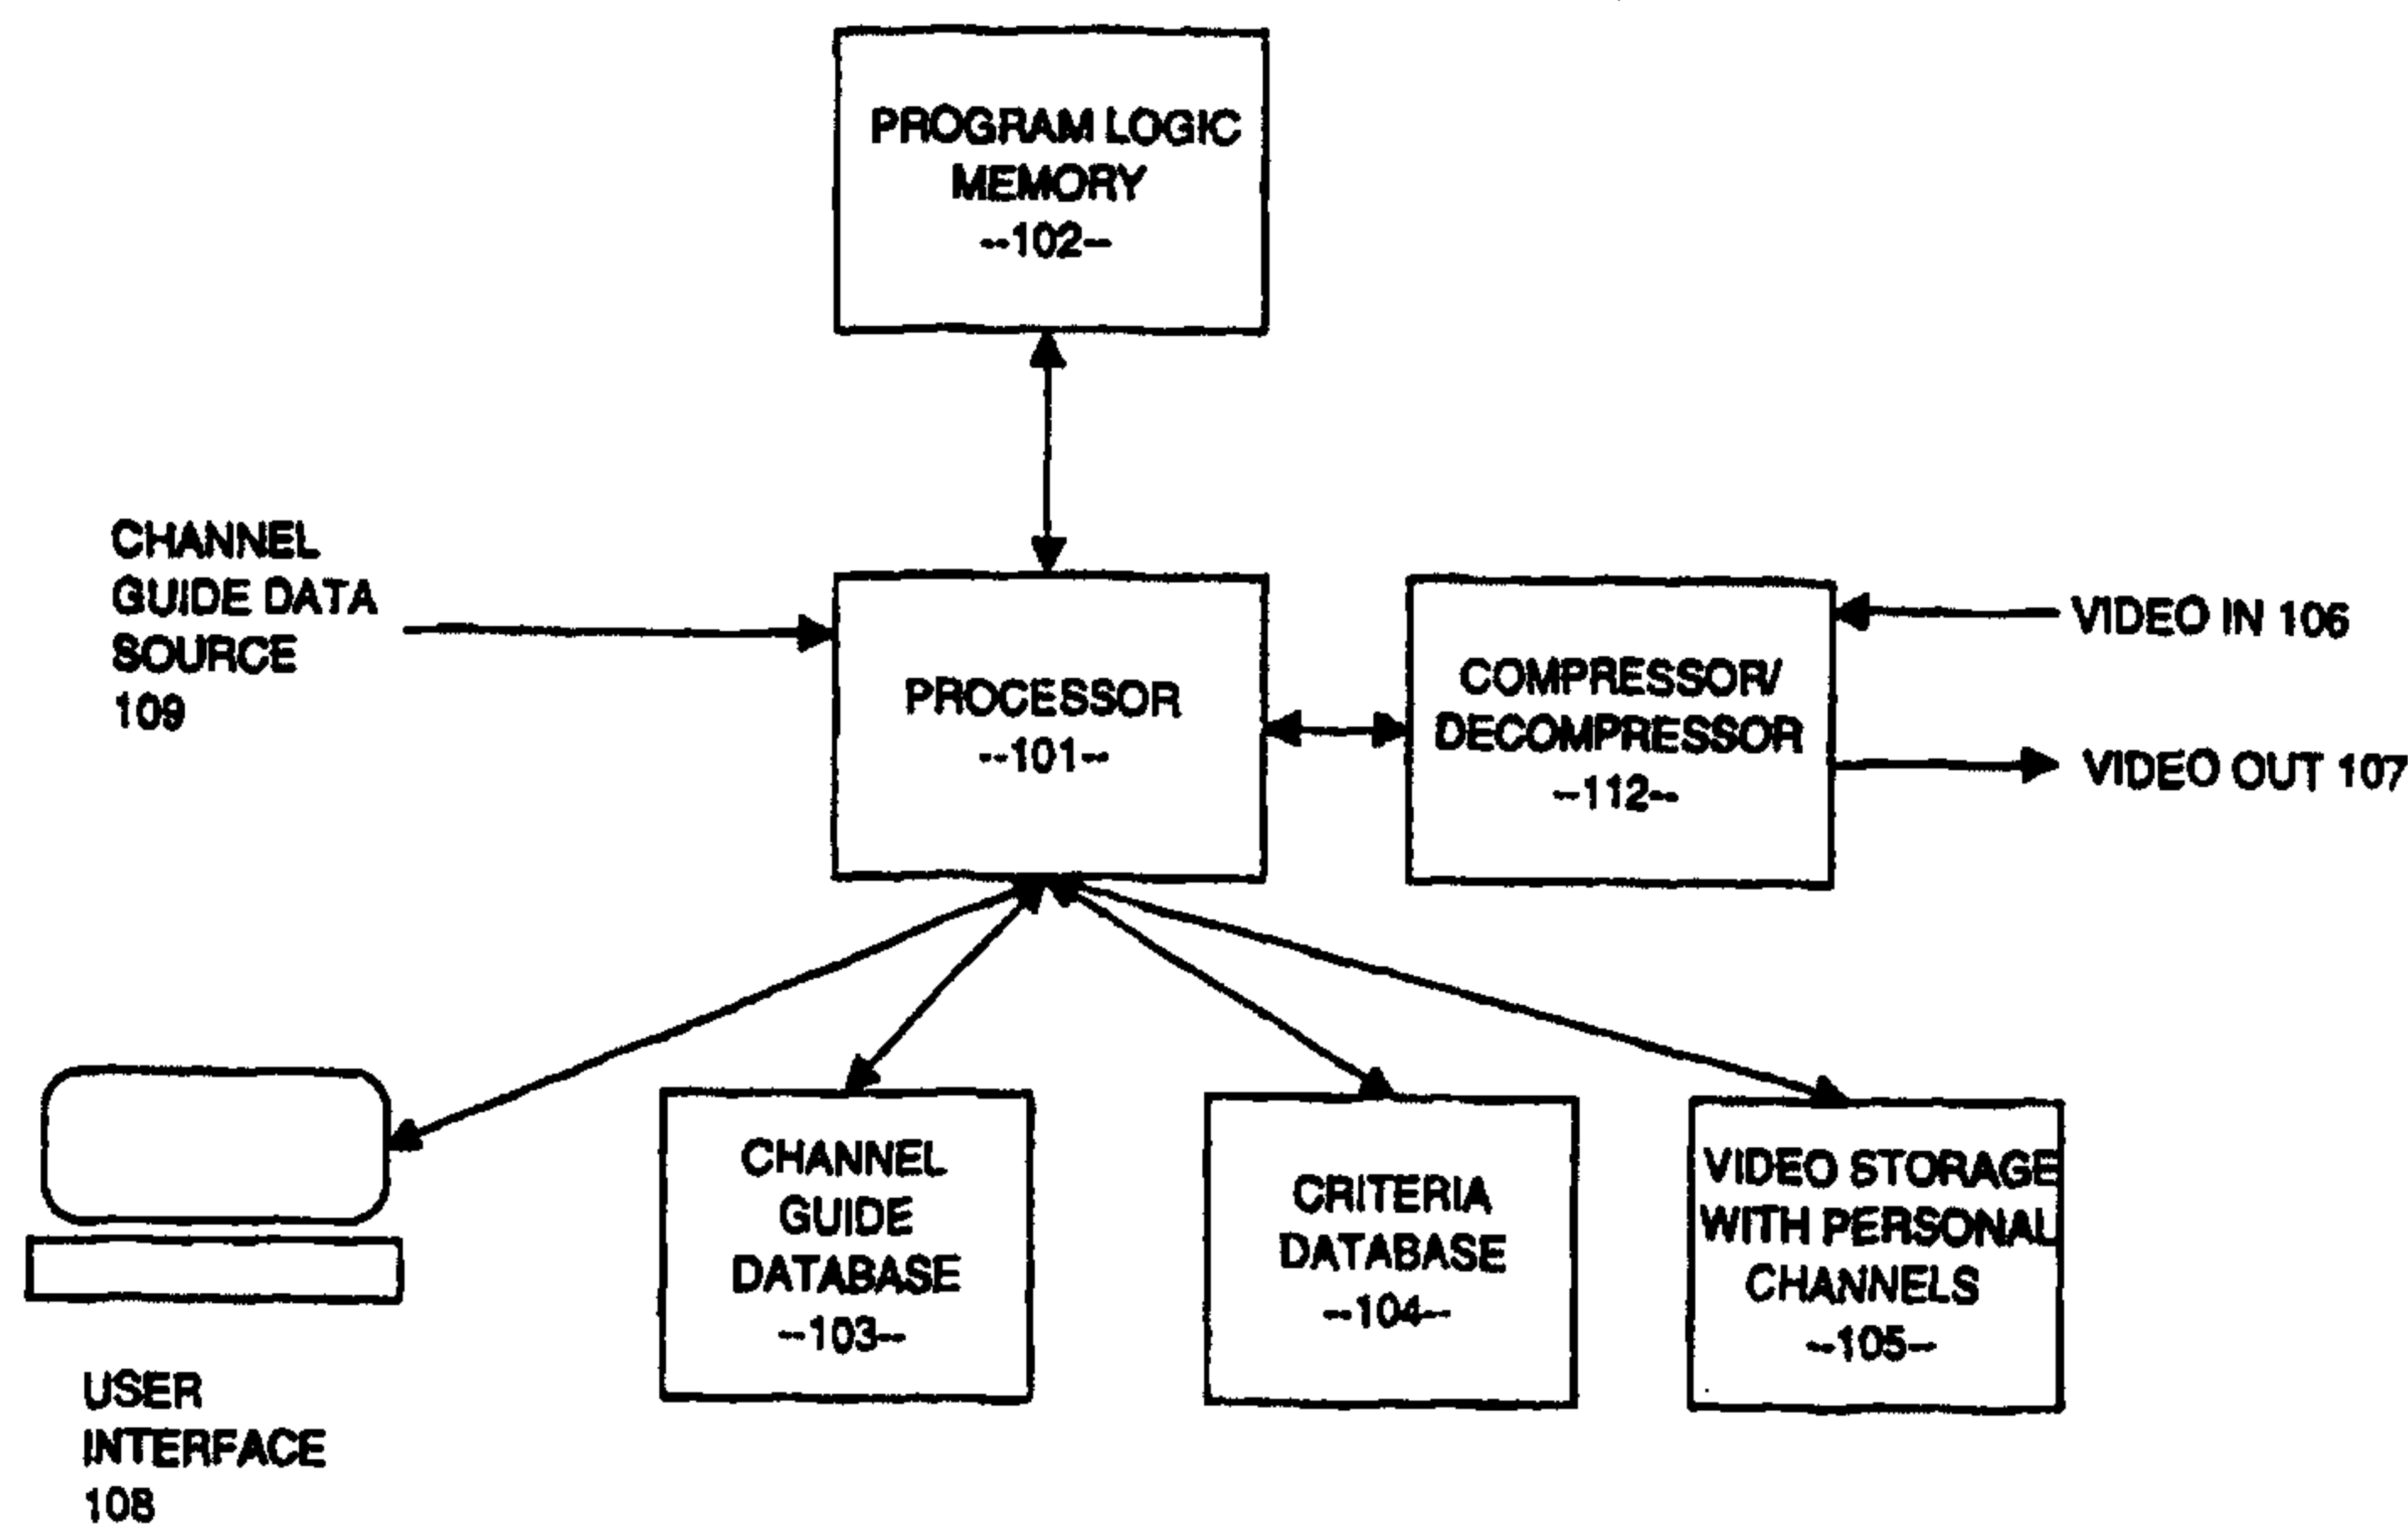 PROGRAM LOGIC
MEMORY
--102--
CHANNEL
GUIDE DATA
SOURCE
109
PROCESSOR
--101--
COMPRESSOR/
DECOMPRESSOR
--112--
VIDEO IN 106
VIDEO OUT 107
USER
INTERFACE
108
CHANNEL
GUIDE
DATABASE
--103--
CRITERIA
DATABASE
--104--
VIDEO STORAGE
WITH PERSONAL
CHANNELS
--105--